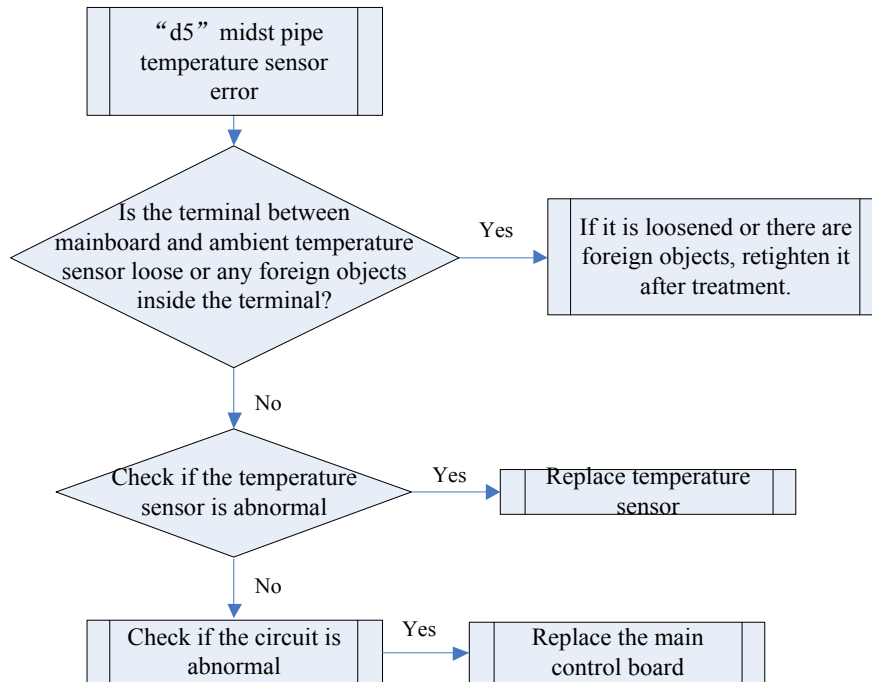 “d5” midst pipe
temperature sensor
error
Is the terminal between
mainboard and ambient temperature
sensor loose or any foreign objects
inside the terminal?
Yes
If it is loosened or there are
foreign objects, retighten it
after treatment.
No
Check if the temperature
sensor is abnormal
Yes
Replace temperature
sensor
No
Check if the circuit is
abnormal
Yes
Replace the main
control board